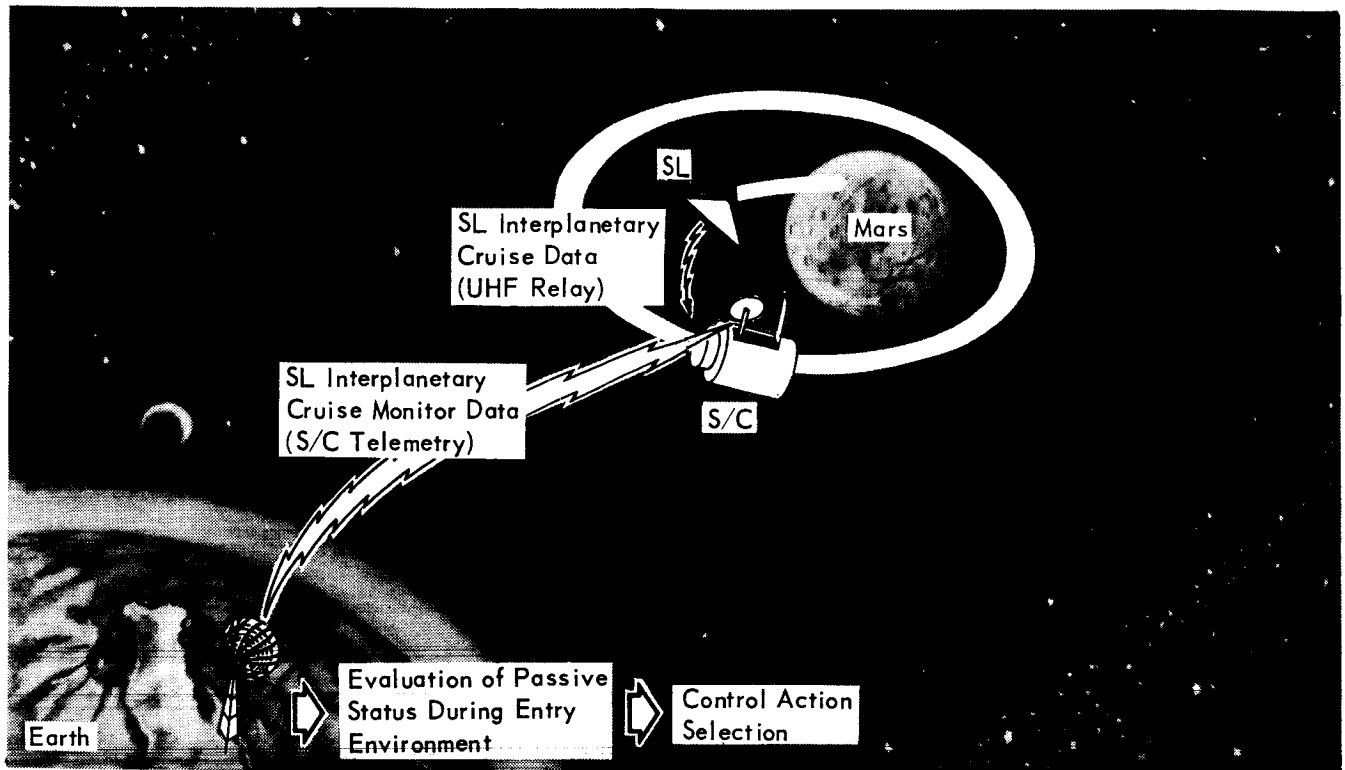 SL
Mars
SL Interplanetary
Cruise Data
(UHF Relay)
SL Interplanetary
Cruise Monitor Data
(S/C Telemetry)
S/C
Earth
Evaluation of Passive
Status During Entry
Environment
Control Action
Selection